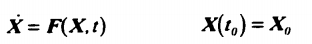 Ẋ = F(X, t)    X(t₀) = X₀